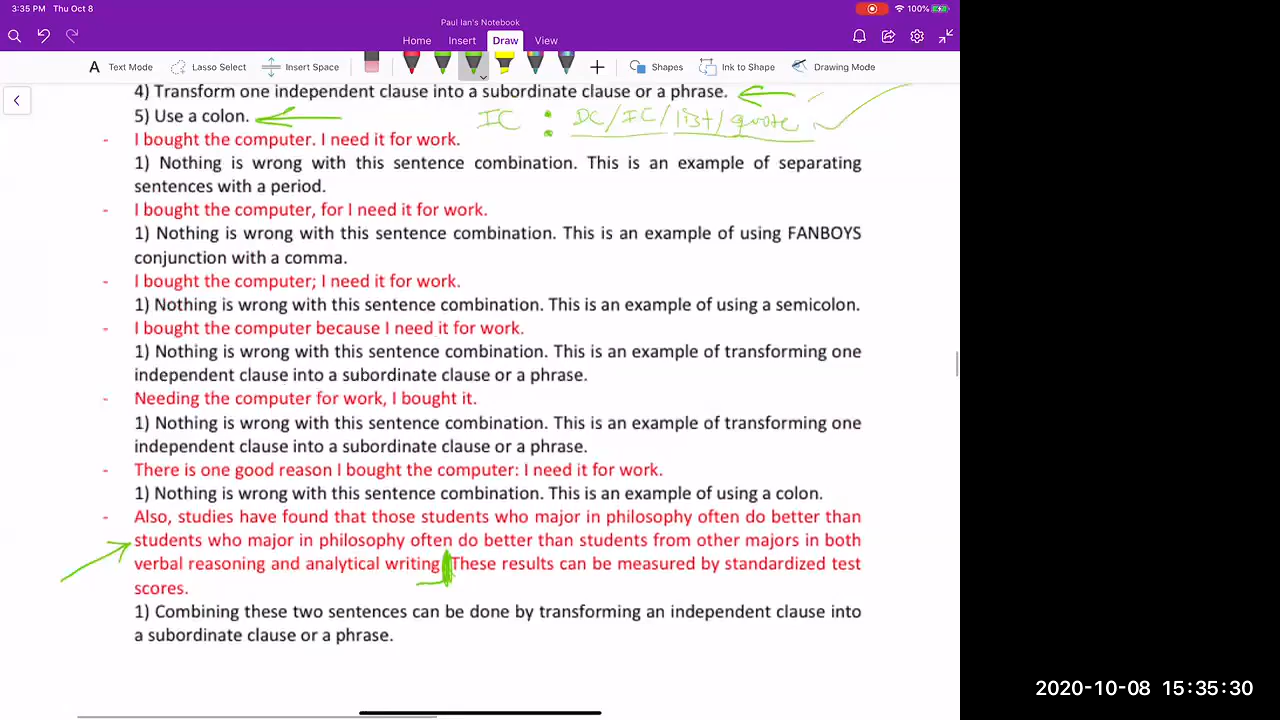 3:35 PM Thu Oct 8
100%
Paul Ian's Notebook
Home Insert Draw View
Text Mode Lasso Select Insert Space Shapes Ink to Shape Drawing Mode
4) Transform one independent clause into a subordinate clause or a phrase.
5) Use a colon.
IC : DC/IC/list/quote
- I bought the computer. I need it for work.
1) Nothing is wrong with this sentence combination. This is an example of separating
sentences with a period.
- I bought the computer, for I need it for work.
1) Nothing is wrong with this sentence combination. This is an example of using FANBOYS
conjunction with a comma.
- I bought the computer; I need it for work.
1) Nothing is wrong with this sentence combination. This is an example of using a semicolon.
- I bought the computer because I need it for work.
1) Nothing is wrong with this sentence combination. This is an example of transforming one
independent clause into a subordinate clause or a phrase.
- Needing the computer for work, I bought it.
1) Nothing is wrong with this sentence combination. This is an example of transforming one
independent clause into a subordinate clause or a phrase.
- There is one good reason I bought the computer: I need it for work.
1) Nothing is wrong with this sentence combination. This is an example of using a colon.
- Also, studies have found that those students who major in philosophy often do better than
students who major in philosophy often do better than students from other majors in both
verbal reasoning and analytical writing These results can be measured by standardized test
scores.
1) Combining these two sentences can be done by transforming an independent clause into
a subordinate clause or a phrase.
2020-10-08 15:35:30